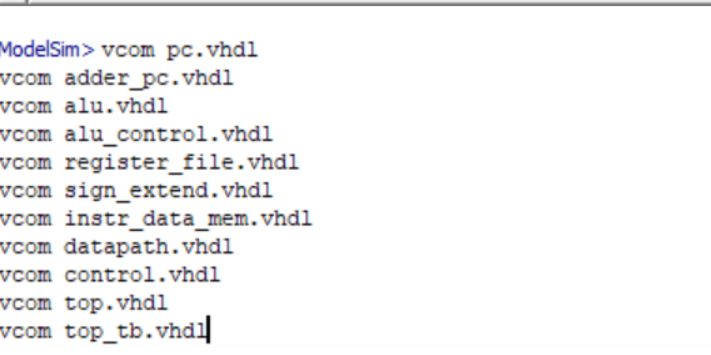 ModelSim> vcom pc.vhdl
vcom adder_pc.vhdl
vcom alu.vhdl
vcom alu_control.vhdl
vcom register_file.vhdl
vcom sign_extend.vhdl
vcom instr_data_mem.vhdl
vcom datapath.vhdl
vcom control.vhdl
vcom top.vhdl
vcom top_tb.vhdl